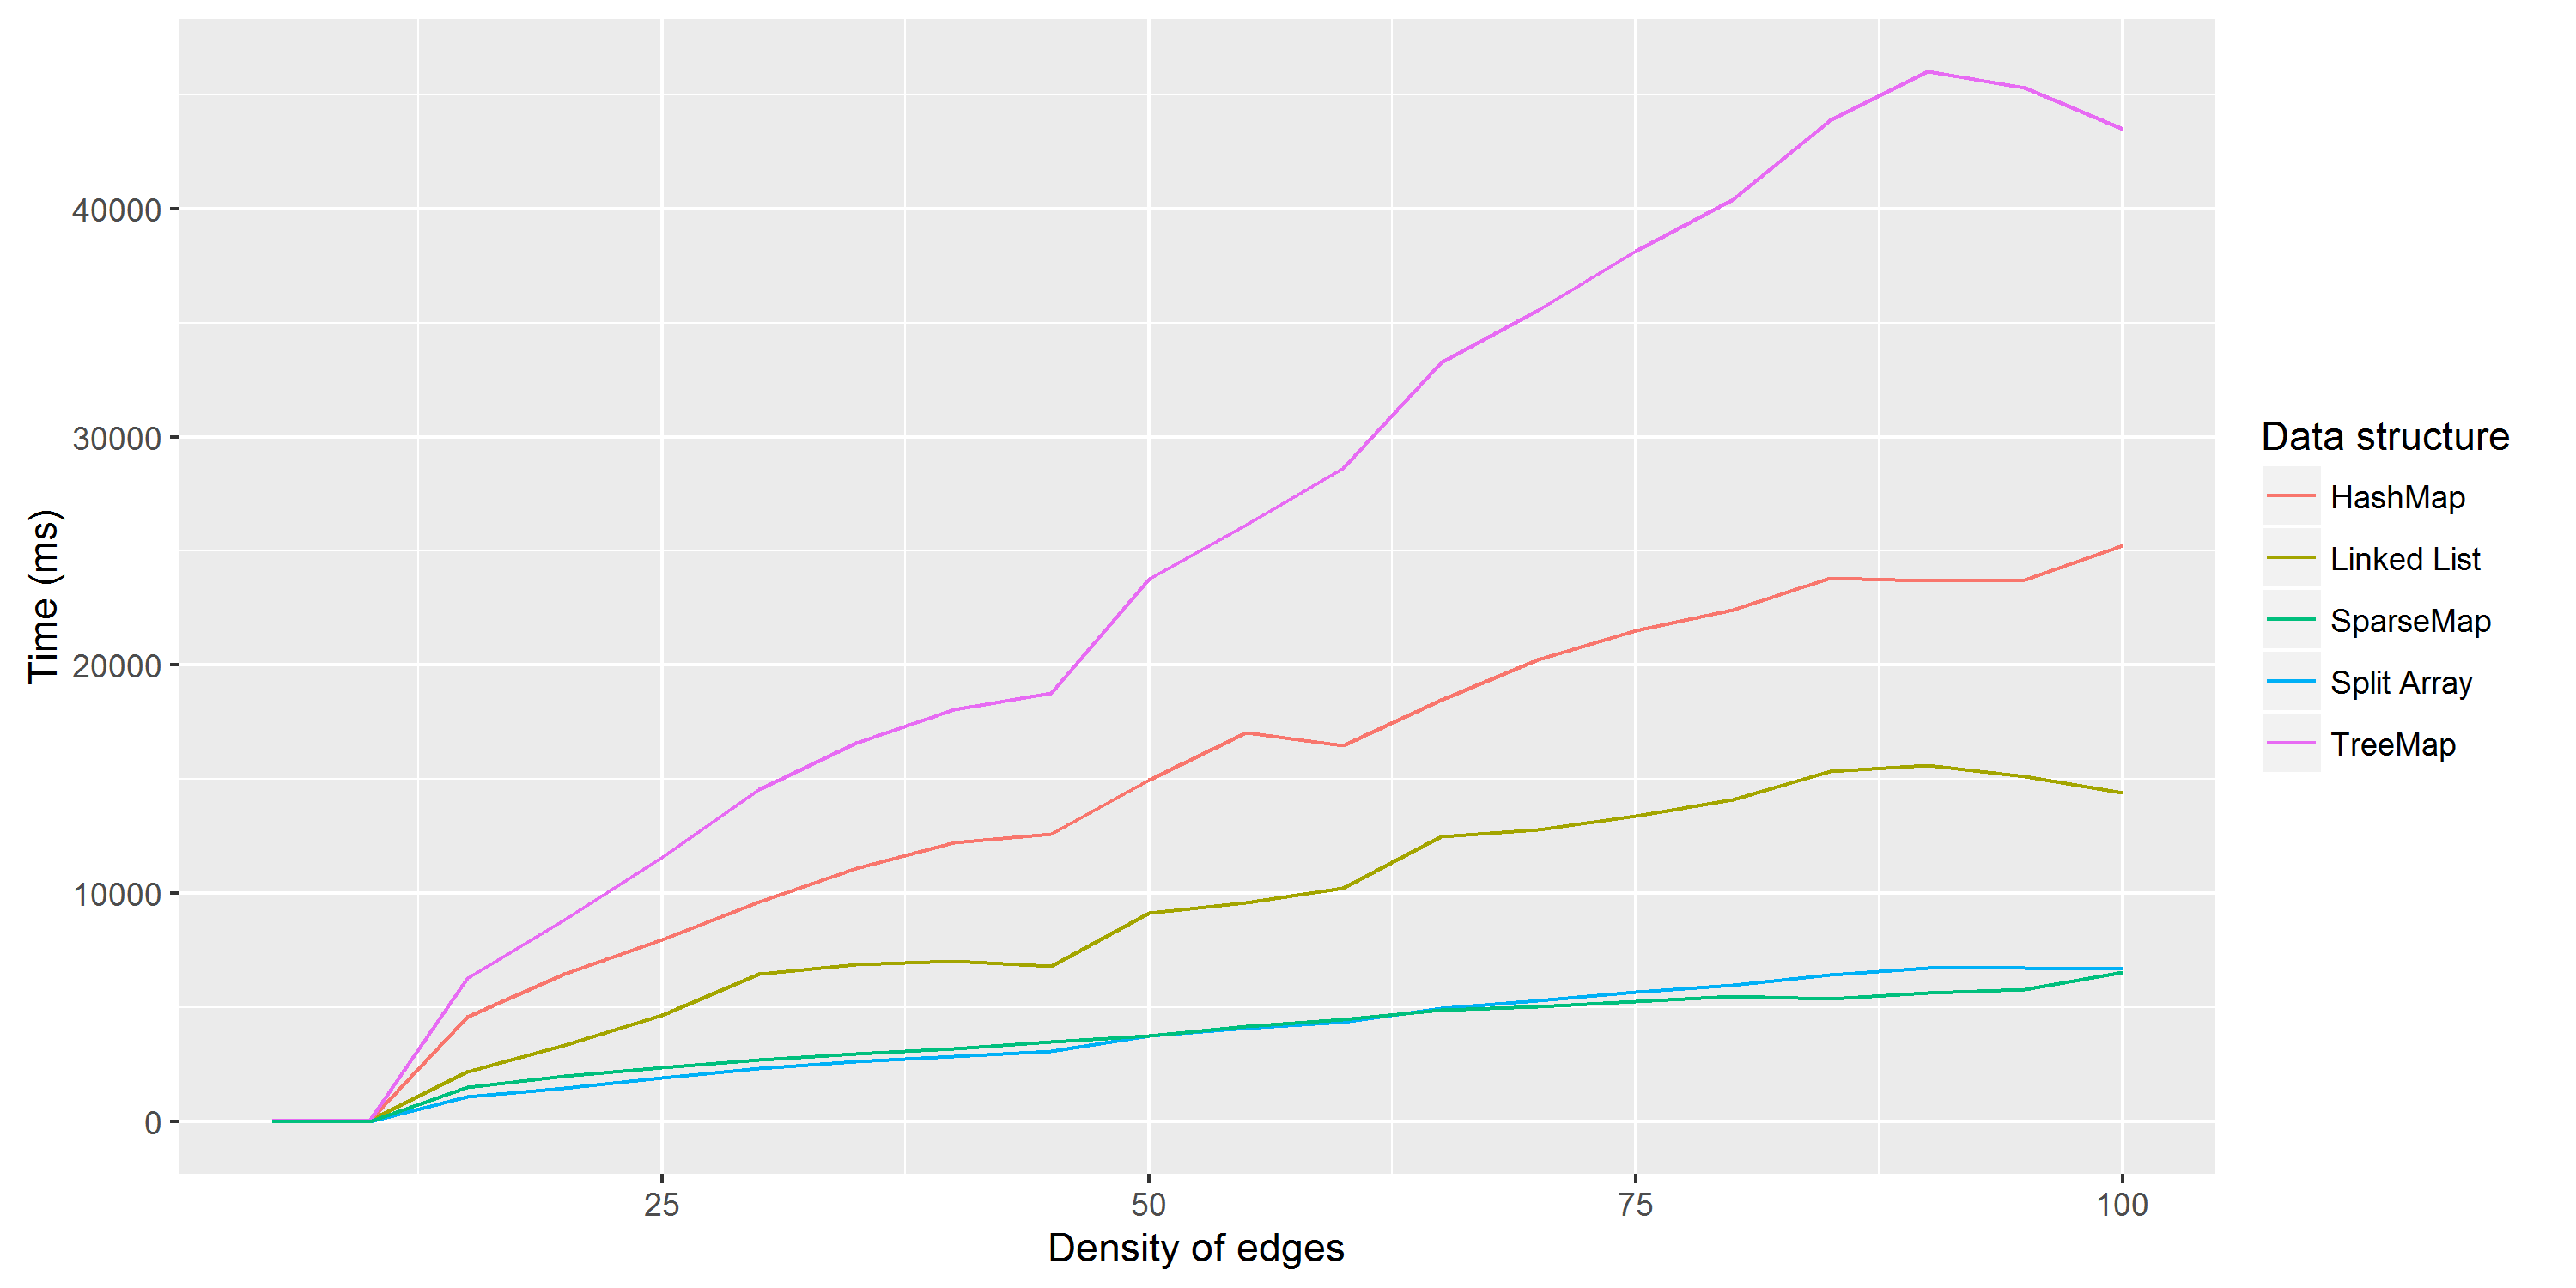 Time (ms)
40000
30000
20000
10000
0
25 50 75 100
Density of edges
Data structure
HashMap
Linked List
SparseMap
Split Array
TreeMap